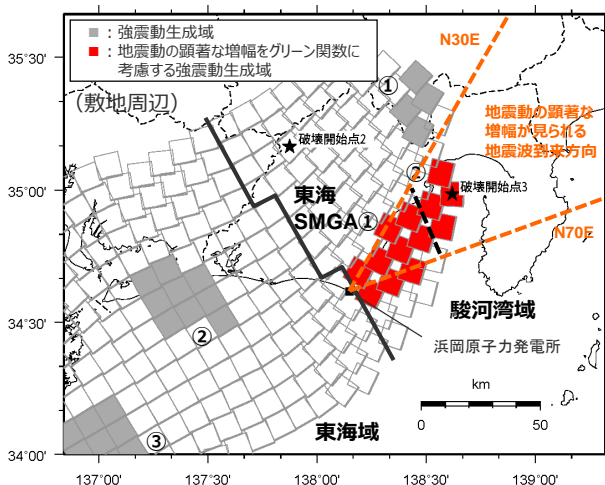 ■ : 強震動生成域
■ : 地震動の顕著な増幅をグリーン関数に
考慮する強震動生成域
(敷地周辺)
N30E
①
地震動の顕著な
増幅が見られる
地震波到来方向
破壊開始点2
②
破壊開始点3
東海
SMGA①
N70E
駿河湾域
②
浜岡原子力発電所
km
0
50
東海域
③
35°30'
35°00'
34°30'
34°00'
137°00'
137°30'
138°00'
138°30'
139°00'